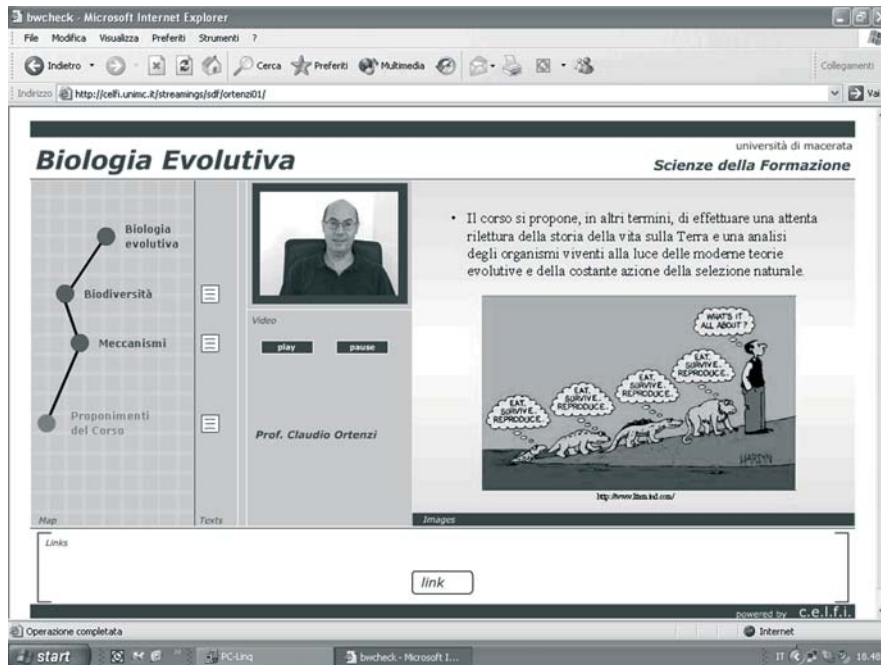 bwcheck - Microsoft Internet Explorer
File Modifica Visualizza Preferiti Strumenti ?
Indietro Cerca Preferiti Multimedia Collegamenti
Indirizzo http://celfi.unimc.it/streamings/sdf/ortenzi01/ Vai
università di macerata
Biologia Evolutiva
Scienze della Formazione
Biologia
evolutiva
Biodiversità
Meccanismi
Proponimenti
del Corso
Map
Texts
Video
play pause
Prof. Claudio Ortenzi
• Il corso si propone, in altri termini, di effettuare una attenta
rilettura della storia della vita sulla Terra e una analisi
degli organismi viventi alla luce delle moderne teorie
evolutive e della costante azione della selezione naturale.
WHAT'S IT
ALL ABOUT?
EAT,
SURVIVE,
REPRODUCE..
EAT,
SURVIVE,
REPRODUCE..
EAT,
SURVIVE,
REPRODUCE..
EAT,
SURVIVE,
REPRODUCE..
Images
Links
link
powered by c.e.l.f.i.
Operazione completata Internet
start PC-Linq bwcheck - Microsoft I... IT 18.48